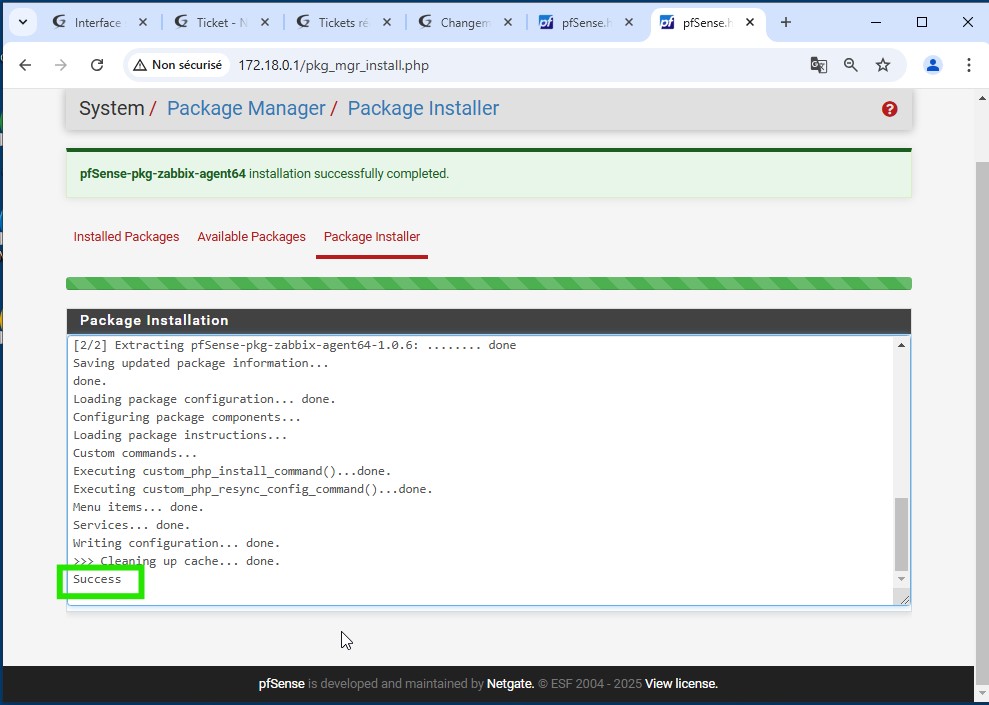 Interface
Ticket - N
Tickets ré
Changem
pfSense.h
pfSense.h
Non sécurisé 172.18.0.1/pkg_mgr_install.php
System / Package Manager / Package Installer
pfSense-pkg-zabbix-agent64 installation successfully completed.
Installed Packages Available Packages Package Installer
Package Installation
[2/2] Extracting pfSense-pkg-zabbix-agent64-1.0.6: ........ done
Saving updated package information...
done.
Loading package configuration... done.
Configuring package components...
Loading package instructions...
Custom commands...
Executing custom_php_install_command()...done.
Executing custom_php_resync_config_command()...done.
Menu items... done.
Services... done.
Writing configuration... done.
>>> Cleaning up cache... done.
Success
pfSense is developed and maintained by Netgate. © ESF 2004 - 2025 View license.